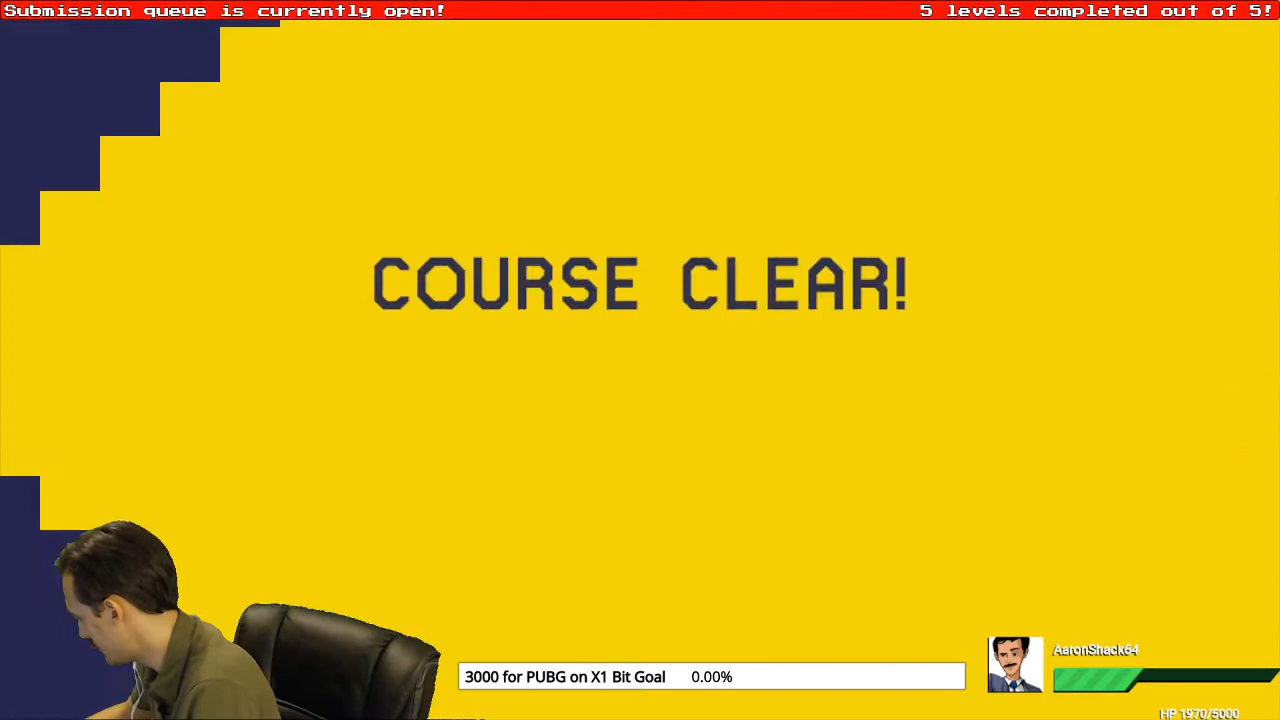 Submission queue is currently open!
5 levels completed out of 5!
COURSE CLEAR!
3000 for PUBG on X1 Bit Goal 0.00%
AaronShack64
HP 1970/5000